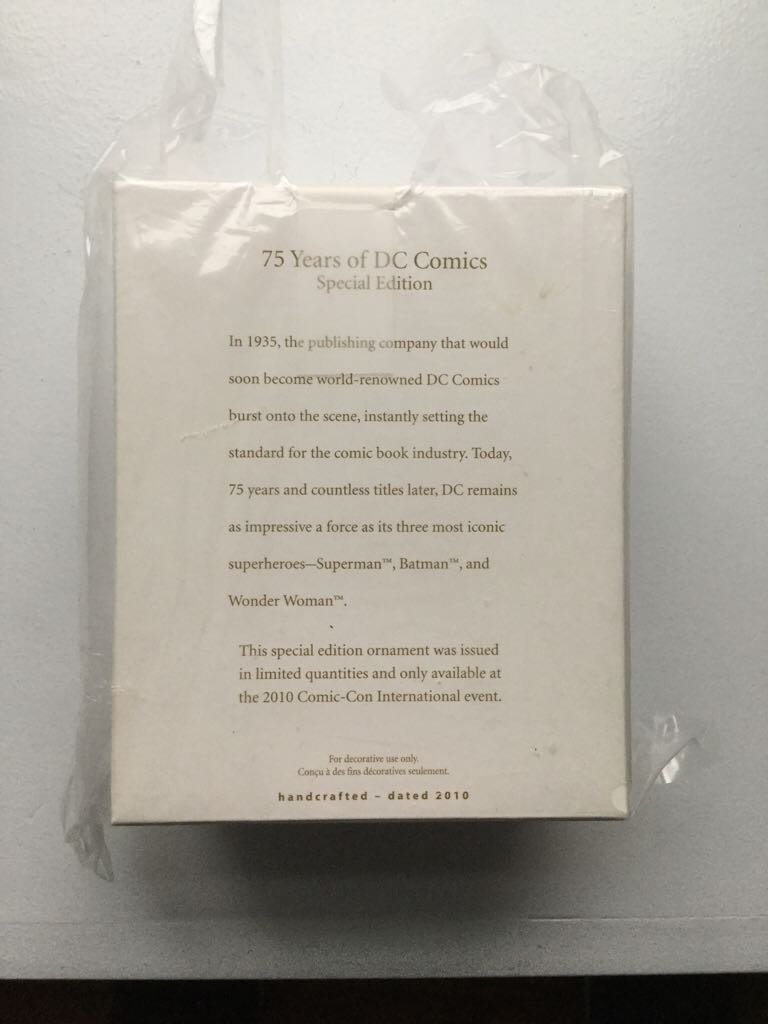 75 Years of DC Comics
Special Edition
In 1935, the publishing company that would
soon become world-renowned DC Comics
burst onto the scene, instantly setting the
standard for the comic book industry. Today,
75 years and countless titles later, DC remains
as impressive a force as its three most iconic
superheroes—Superman™, Batman™, and
Wonder Woman™.
This special edition ornament was issued
in limited quantities and only available at
the 2010 Comic-Con International event.
For decorative use only.
Conçu à des fins décoratives seulement.
handcrafted – dated 2010